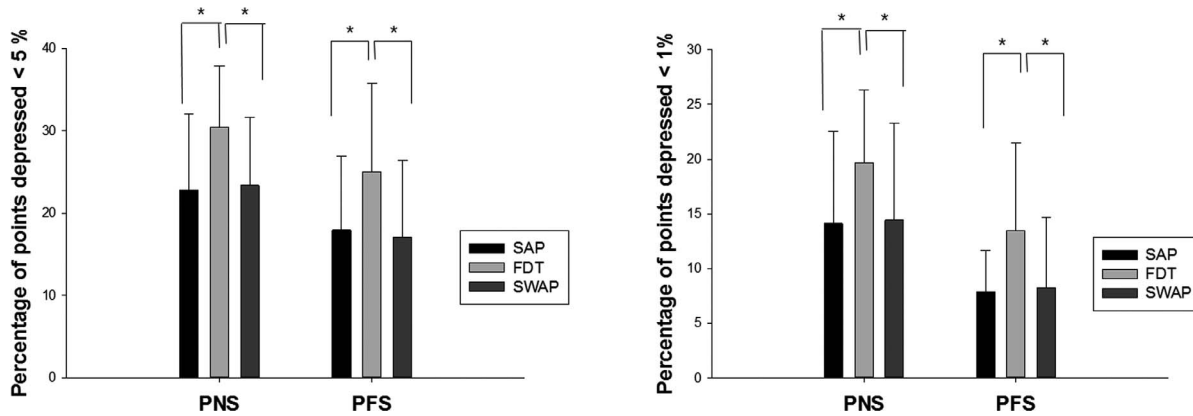 Percentage of points depressed < 5 %
40
30
20
10
0
* *
* *
PNS PFS
SAP
FDT
SWAP
Percentage of points depressed < 1%
30
25
20
15
10
5
0
* *
* *
PNS PFS
SAP
FDT
SWAP